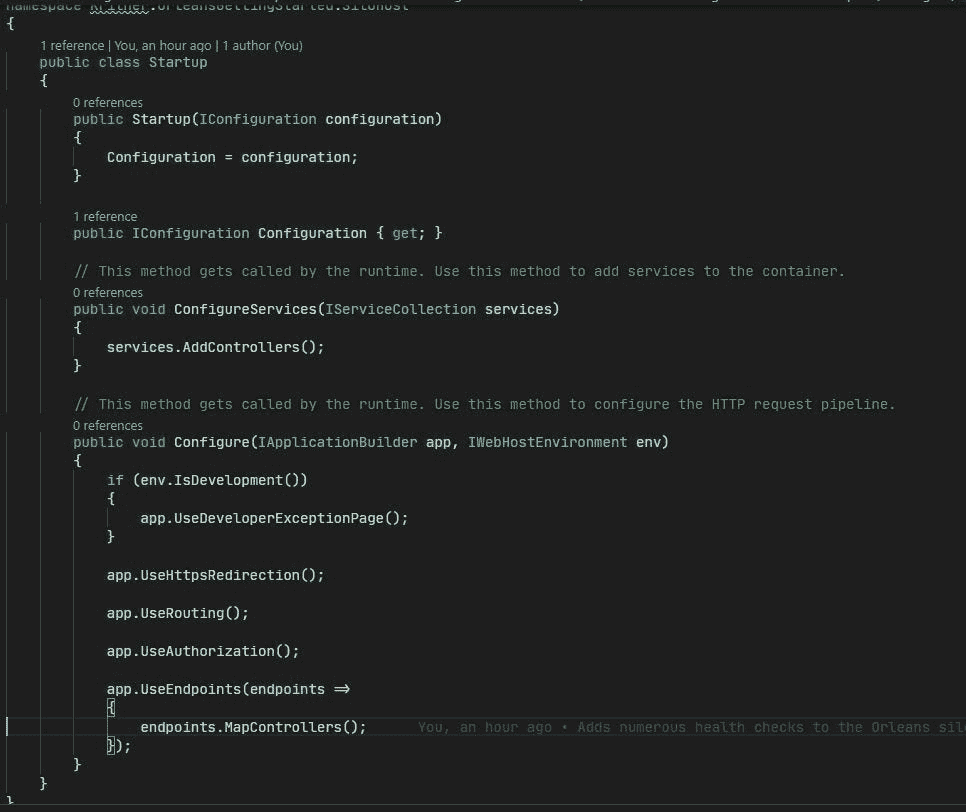 namespace Kritner.OrleansGettingStarted.SiloHost
{
1 reference | You, an hour ago | 1 author (You)
public class Startup
{
0 references
public Startup(IConfiguration configuration)
{
Configuration = configuration;
}
1 reference
public IConfiguration Configuration { get; }
// This method gets called by the runtime. Use this method to add services to the container.
0 references
public void ConfigureServices(IServiceCollection services)
{
services.AddControllers();
}
// This method gets called by the runtime. Use this method to configure the HTTP request pipeline.
0 references
public void Configure(IApplicationBuilder app, IWebHostEnvironment env)
{
if (env.IsDevelopment())
{
app.UseDeveloperExceptionPage();
}
app.UseHttpsRedirection();
app.UseRouting();
app.UseAuthorization();
app.UseEndpoints(endpoints =>
{
endpoints.MapControllers(); You, an hour ago • Adds numerous health checks to the Orleans sil
});
}
}
}